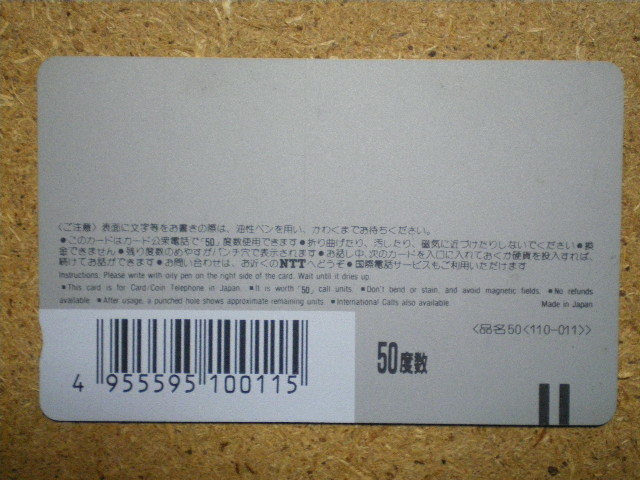 〈ご注意〉表面に文字等をお書きの際は、油性ペンを用い、かわくまでお待ちください。
●このカードはカード公衆電話で“50”度数使用できます●折り曲げたり、汚したり、磁気に近づけたりしないでください●換
金できません●残り度数のめやすがパンチ穴で表示されます●お話し中、次のカードを入口に入れておくか硬貨を投入すれば、
続けてお話ができます●お問い合わせは、お近くのNTTへどうぞ●国際電話サービスもご利用いただけます
Instructions. Please write with oily pen on the right side of the card. Wait until it dries up.
■This card is for Card/Coin Telephone in Japan. ■It is worth “50” call units. ■Don't bend or stain, and avoid magnetic fields. ■No refunds
available. ■After usage, a punched hole shows approximate remaining units. ■International Calls also available. Made in Japan
〈品名50〈110-011〉〉
50度数
4 955595 100115